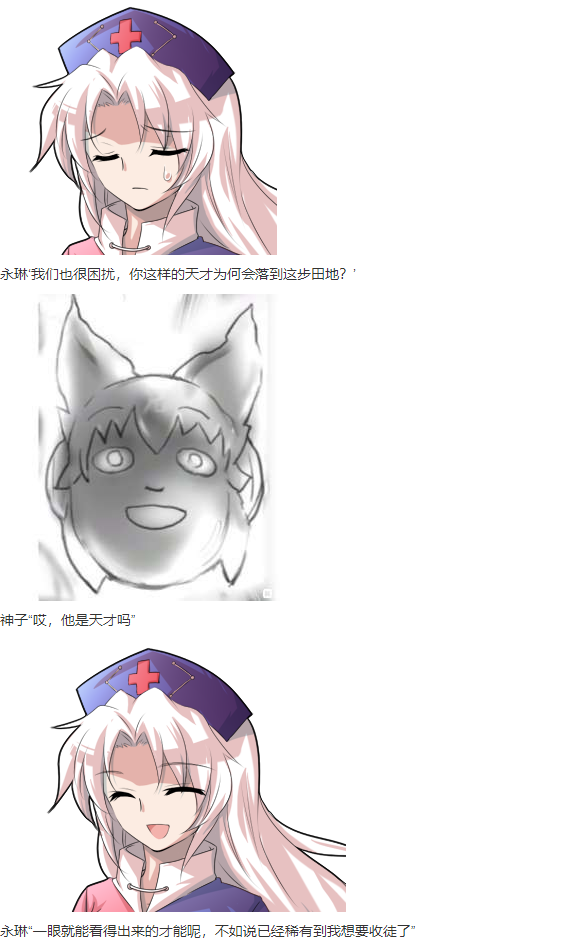 永琳‘我们也很困扰，你这样的天才为何会落到这步田地？’
神子“哎，他是天才吗”
永琳“一眼就能看得出来的才能呢，不如说已经稀有到我想要收徒了”